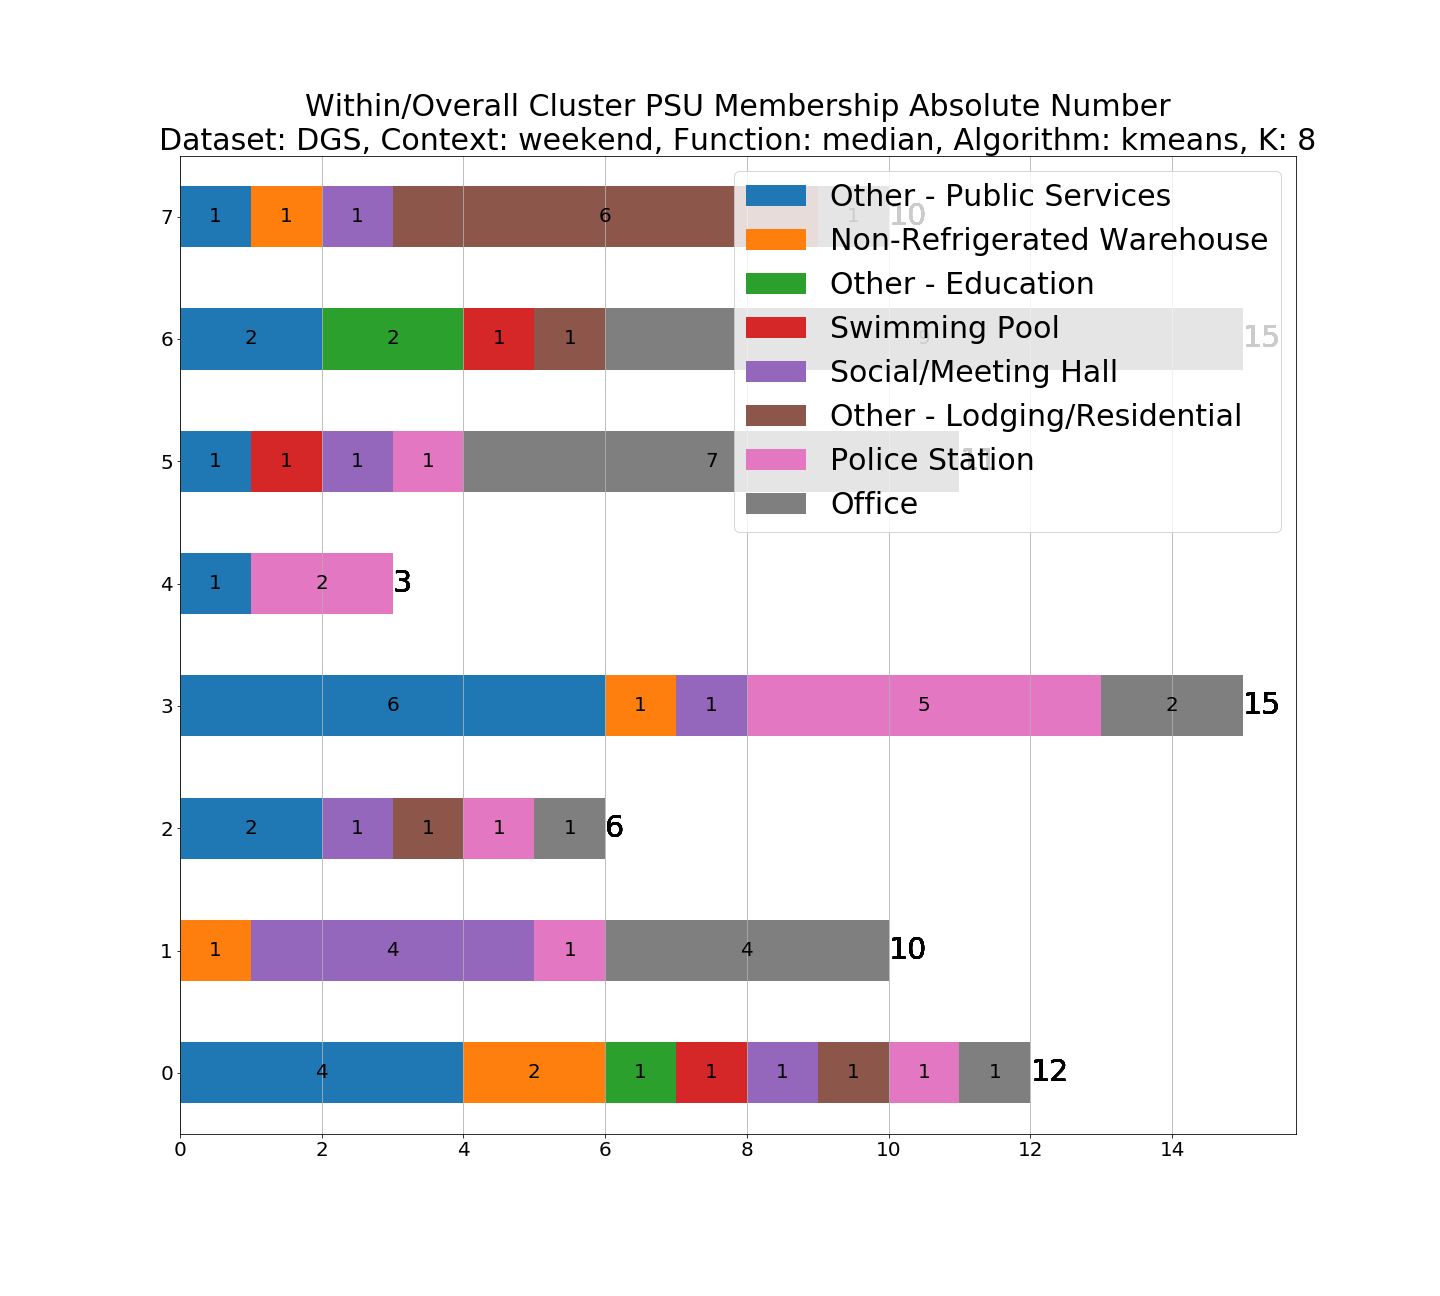 Within/Overall Cluster PSU Membership Absolute Number
Dataset: DGS, Context: weekend, Function: median, Algorithm: kmeans, K: 8
7 1 1 1 6 1 10
6 2 2 1 1 9 15
5 1 1 1 1 7 11
4 1 2 3
3 6 1 1 5 2 15
2 2 1 1 1 1 6
1 1 4 1 4 10
0 4 2 1 1 1 1 1 1 12
0 2 4 6 8 10 12 14
Other - Public Services
Non-Refrigerated Warehouse
Other - Education
Swimming Pool
Social/Meeting Hall
Other - Lodging/Residential
Police Station
Office